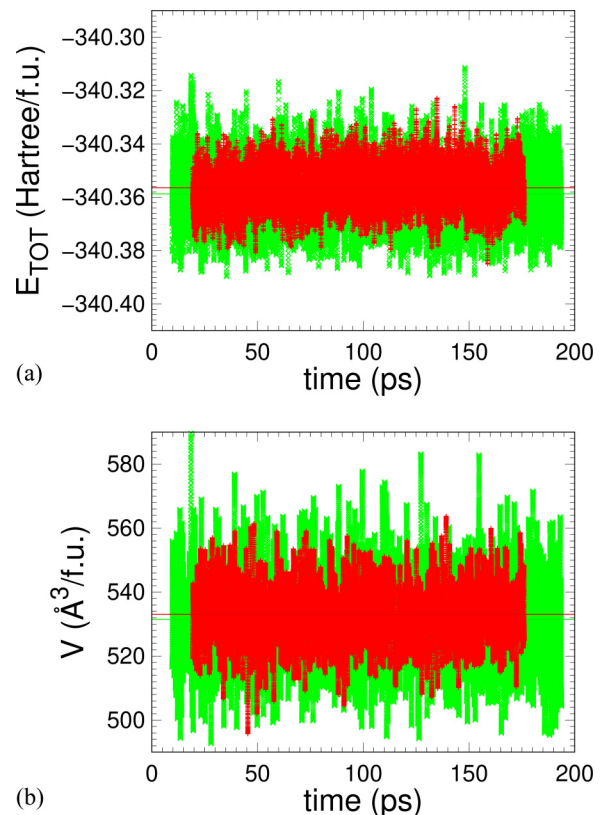 −340.30
−340.32
−340.34
−340.36
−340.38
−340.40
E_TOT (Hartree/f.u.)
0 50 100 150 200
time (ps)
(a)
580
560
540
520
500
V (Å³/f.u.)
0 50 100 150 200
time (ps)
(b)